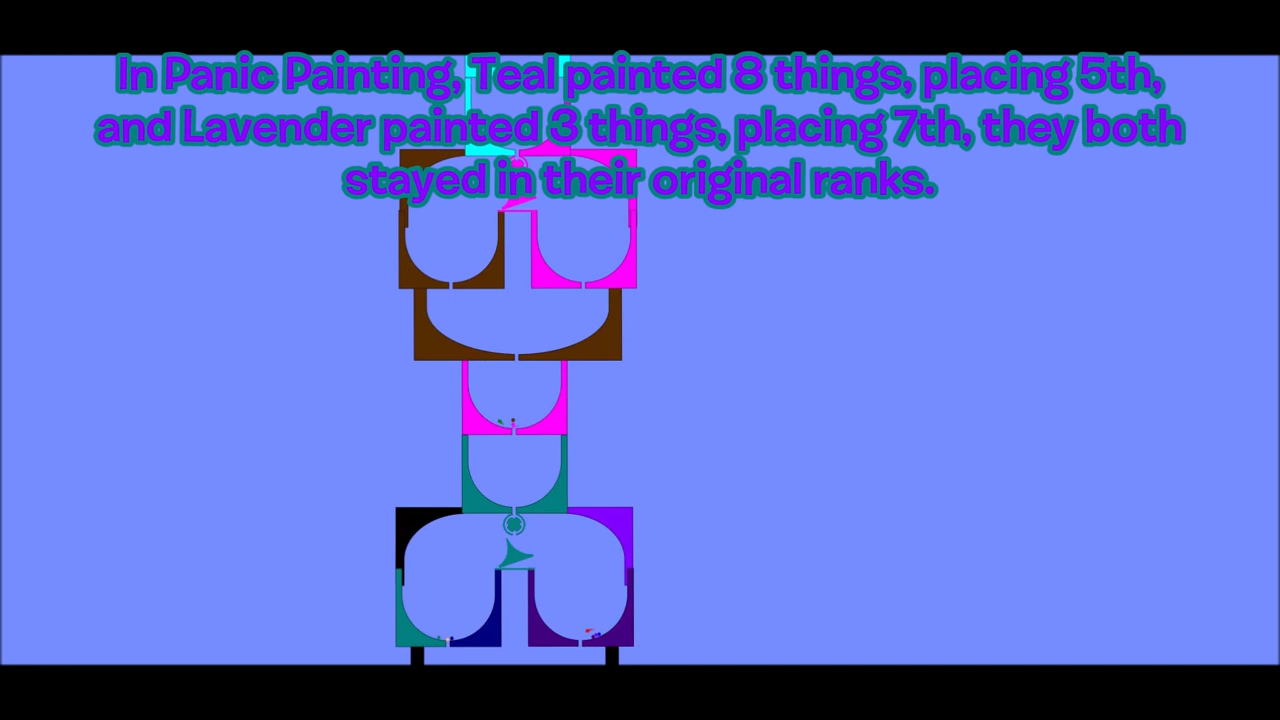 In Panic Painting, Teal painted 8 things, placing 5th,
and Lavender painted 3 things, placing 7th, they both
stayed in their original ranks.